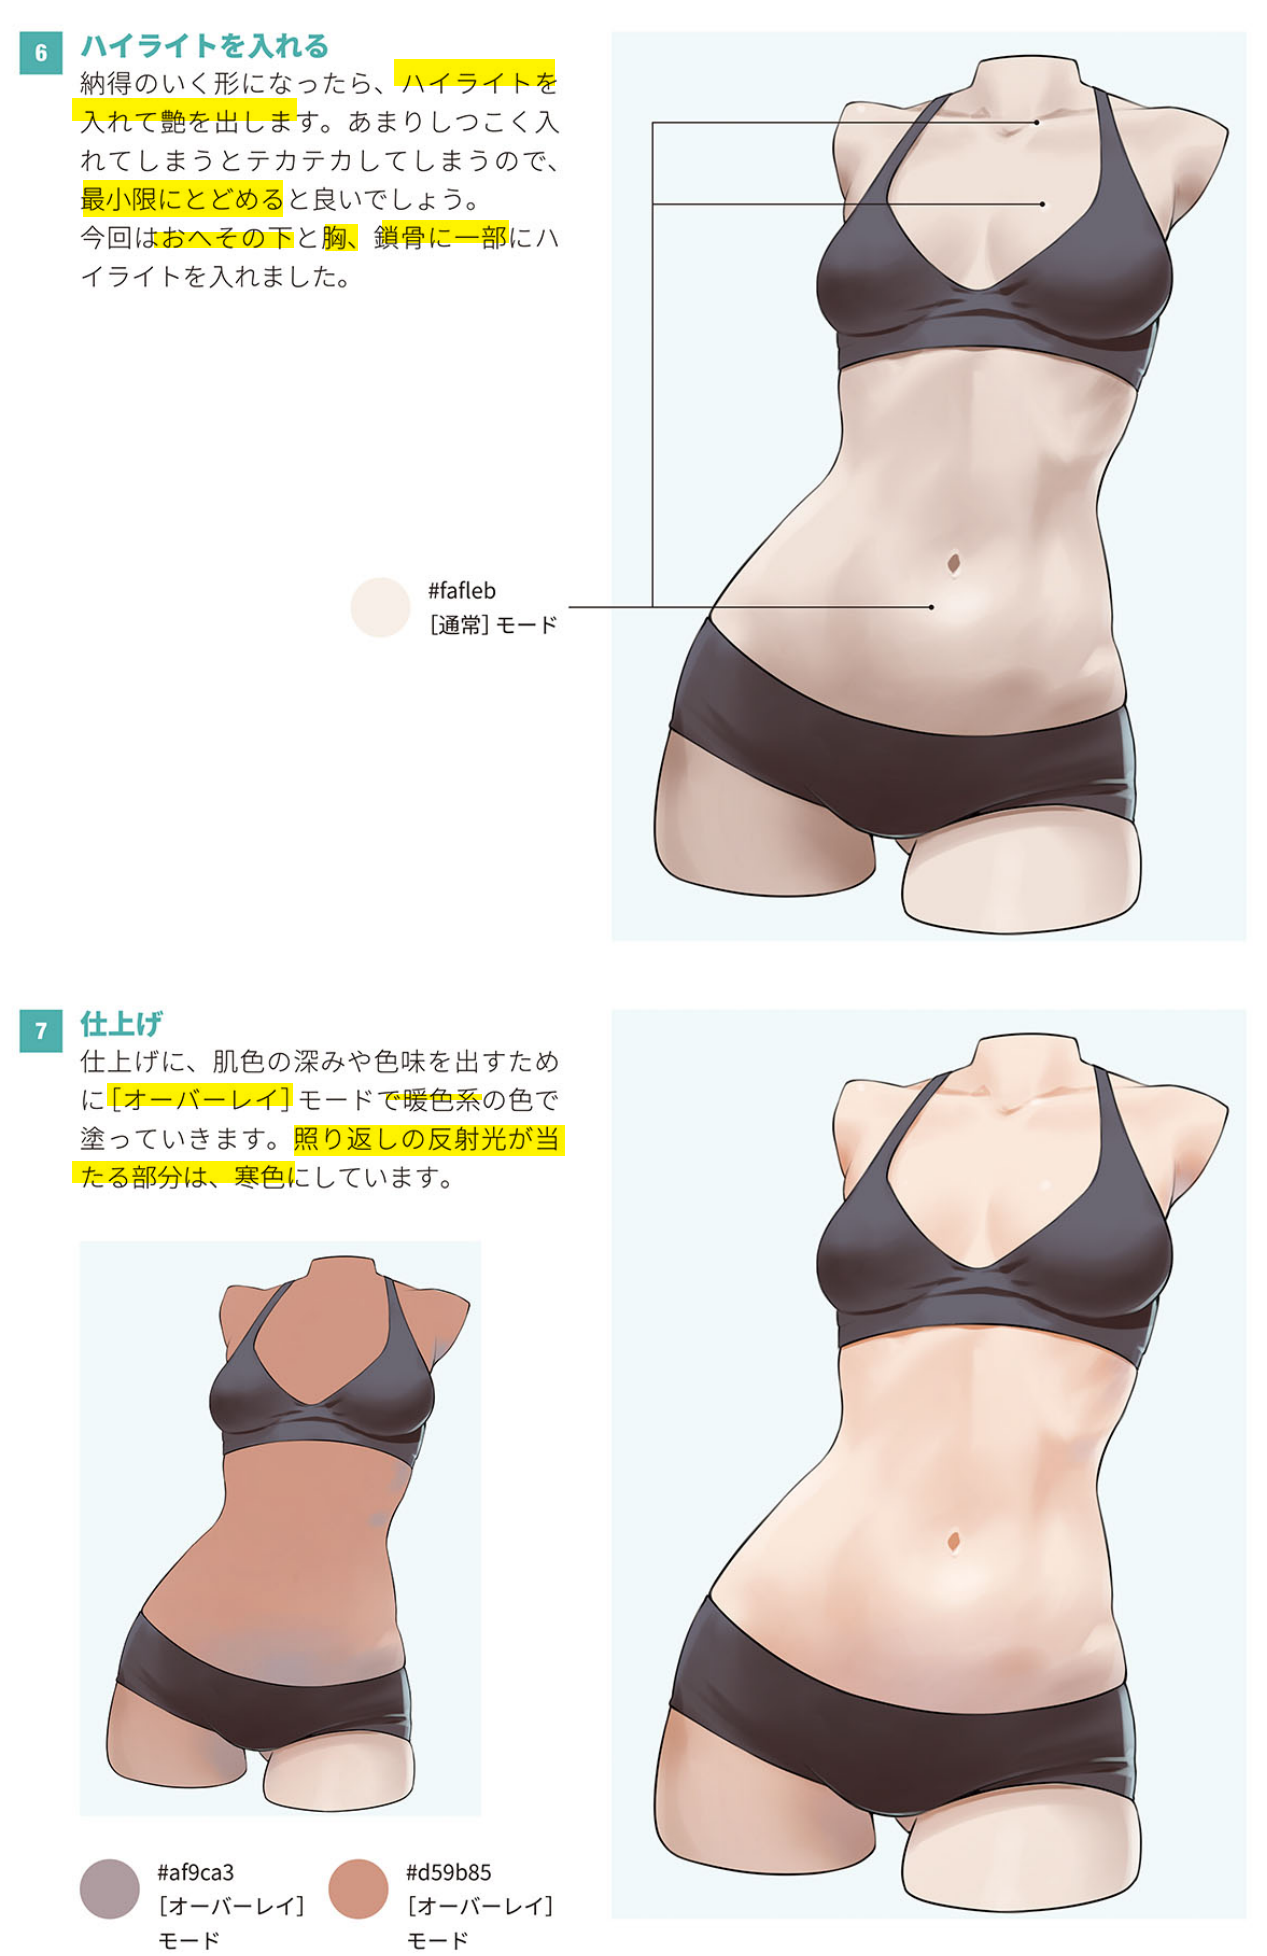 6 ハイライトを入れる
納得のいく形になったら、ハイライトを
入れて艶を出します。あまりしつこく入
れてしまうとテカテカしてしまうので、
最小限にとどめると良いでしょう。
今回はおへその下と胸、鎖骨に一部にハ
イライトを入れました。
#fafleb
［通常］モード
7 仕上げ
仕上げに、肌色の深みや色味を出すため
に［オーバーレイ］モードで暖色系の色で
塗っていきます。照り返しの反射光が当
たる部分は、寒色にしています。
#af9ca3
［オーバーレイ］
モード
#d59b85
［オーバーレイ］
モード